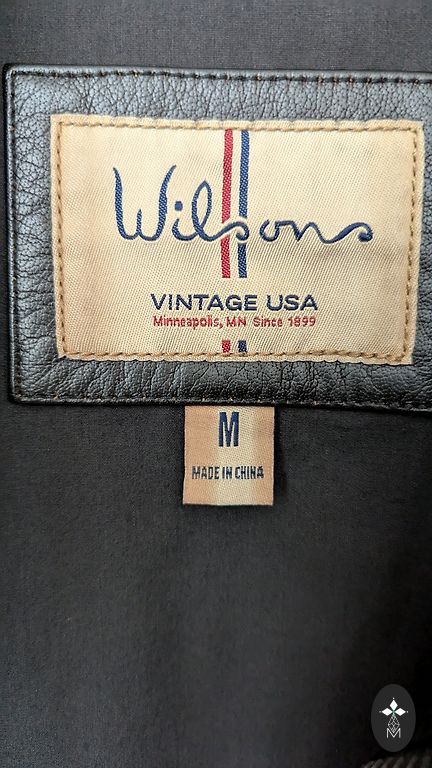 Wilsons
VINTAGE USA
Minneapolis, MN Since 1899
M
MADE IN CHINA
M